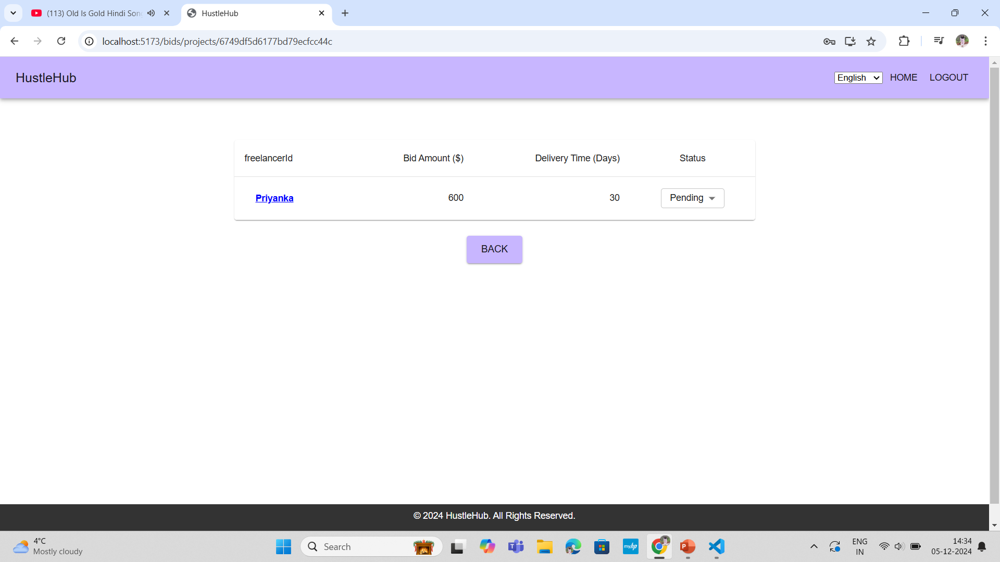 (113) Old Is Gold Hindi Son
HustleHub
localhost:5173/bids/projects/6749df5d6177bd79ecfcc44c
HustleHub
English
HOME
LOGOUT
freelancerId
Bid Amount ($)
Delivery Time (Days)
Status
Priyanka
600
30
Pending
BACK
© 2024 HustleHub. All Rights Reserved.
4°C
Mostly cloudy
Search
myhp
ENG
IN
14:34
05-12-2024